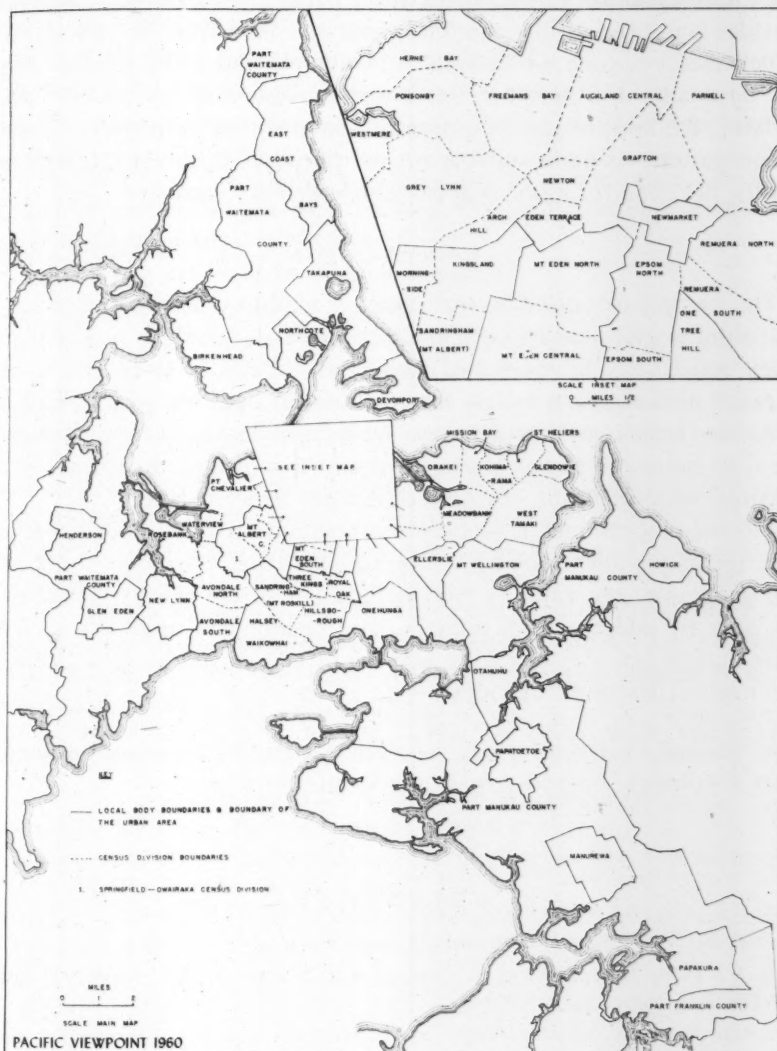 PART
WAITEMATA
COUNTY
EAST
COAST
BAYS
PART
WAITEMATA
COUNTY
TAKAPUNA
NORTHCOTE
BIRKENHEAD
DEVONPORT
HERNE BAY
PONSONBY
FREEMANS BAY
AUCKLAND CENTRAL
PARNELL
WESTMERE
GRAFTON
GREY LYNN
NEWTON
ARCH
HILL
EDEN TERRACE
NEWMARKET
REMUERA NORTH
MORNING-
SIDE
KINGSLAND
MT EDEN NORTH
EPSOM
NORTH
REMUERA
SOUTH
ONE
TREE
HILL
SANDRINGHAM
(MT ALBERT)
MT EDEN CENTRAL
EPSOM SOUTH
SCALE INSET MAP
0 MILES 1/2
SEE INSET MAP
MISSION BAY
ST HELIERS
ORAKEI
KOHIMA-
RAMA
GLENDOWIE
PT
CHEVALIER
MEADOWBANK
WEST
TAMAKI
WATERVIEW
MT
ALBERT
HENDERSON
ROSEBANK
1
MT
EDEN
SOUTH
ELLERSLIE
MT WELLINGTON
PART
MANUKAU COUNTY
HOWICK
PART WAITEMATA
COUNTY
GLEN EDEN
NEW LYNN
AVONDALE
NORTH
SANDRING
-HAM
(MT ROSKILL)
THREE
KINGS
ROYAL
OAK
ONEHUNGA
AVONDALE
SOUTH
HALSEY
HILLSBO-
ROUGH
WAIKOWHAI
OTAHUHU
PAPATOETOE
PART MANUKAU COUNTY
MANUREWA
PAPAKURA
PART FRANKLIN COUNTY
KEY
LOCAL BODY BOUNDARIES & BOUNDARY OF
THE URBAN AREA
CENSUS DIVISION BOUNDARIES
1. SPRINGFIELD — OWAIRAKA CENSUS DIVISION
MILES
0 1 2
SCALE MAIN MAP
PACIFIC VIEWPOINT 1960